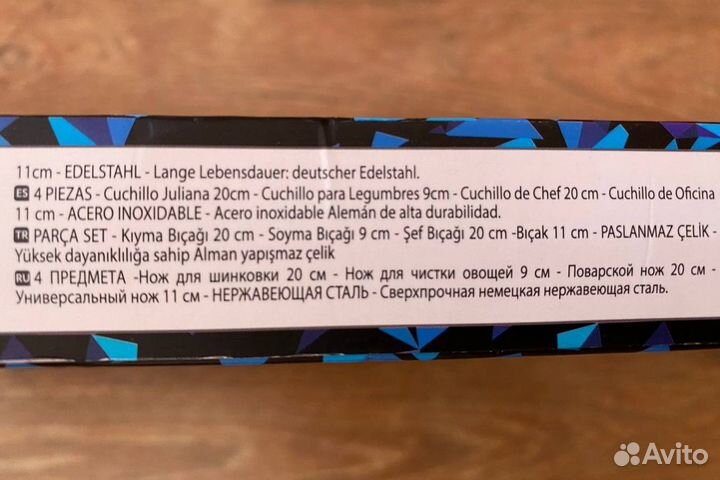 11cm - EDELSTAHL - Lange Lebensdauer: deutscher Edelstahl.
ES 4 PIEZAS - Cuchillo Juliana 20cm - Cuchillo para Legumbres 9cm - Cuchillo de Chef 20 cm - Cuchillo de Oficina
11 cm - ACERO INOXIDABLE - Acero inoxidable Alemán de alta durabilidad.
TR PARÇA SET - Kıyma Bıçağı 20 cm - Soyma Bıçağı 9 cm - Şef Bıçağı 20 cm -Bıçak 11 cm - PASLANMAZ ÇELİK -
Yüksek dayanıklılığa sahip Alman yapışmaz çelik
RU 4 ПРЕДМЕТА -Нож для шинковки 20 см - Нож для чистки овощей 9 см - Поварской нож 20 см -
Универсальный нож 11 см - НЕРЖАВЕЮЩАЯ СТАЛЬ - Сверхпрочная немецкая нержавеющая сталь.
Avito